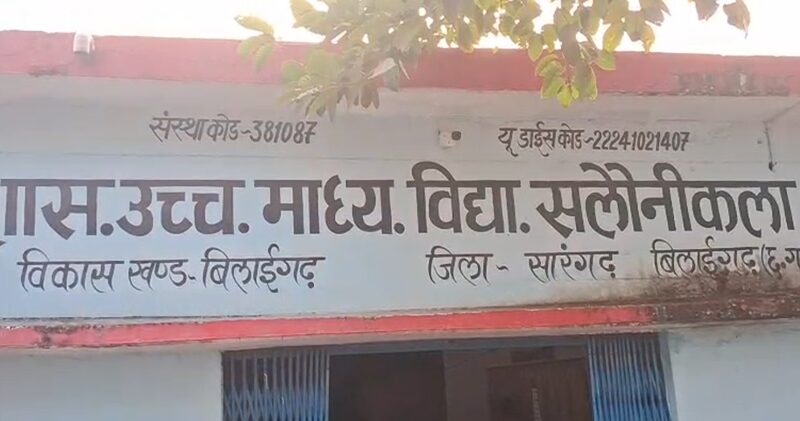 संस्था कोड-381087 यू डाईस कोड-22241021407
शास.उच्च. माध्य. विद्या. सलौनीकला
विकास खण्ड-बिलाईगढ़ जिला - सारंगढ़ बिलाईगढ़(छ.ग